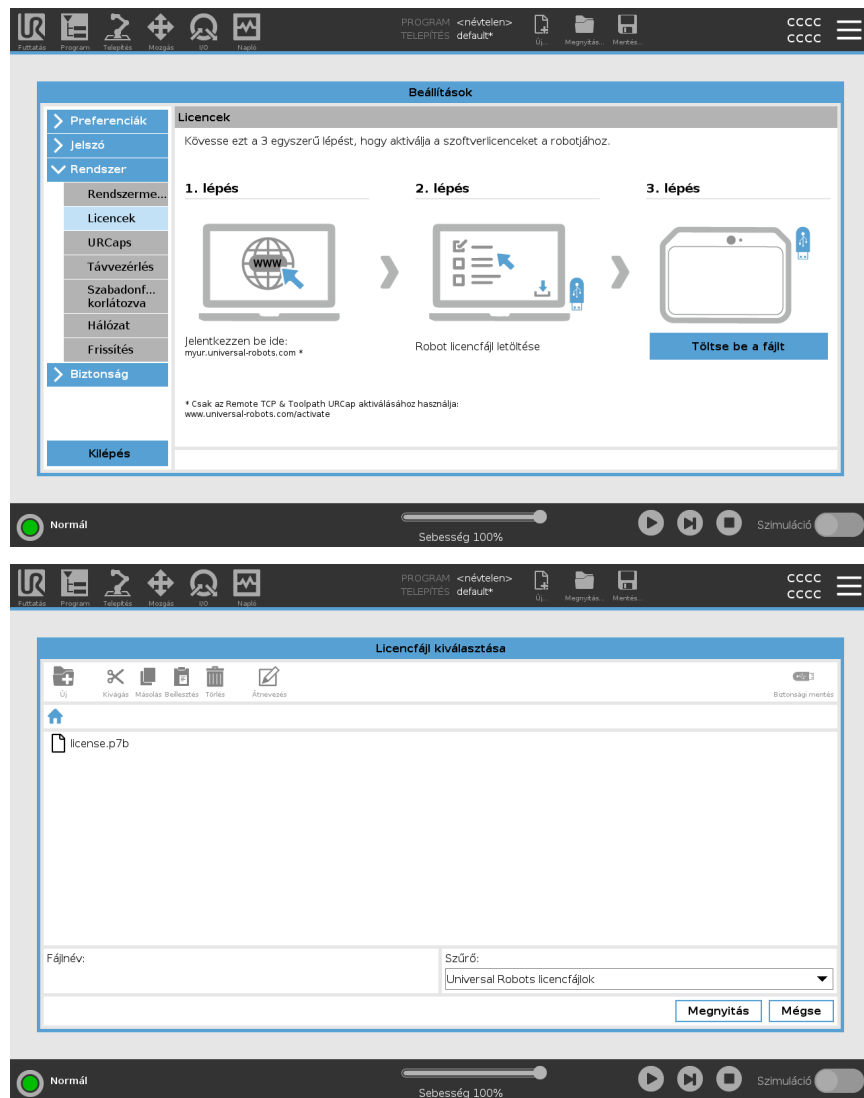 UR
Futtatás
Program
Telepítés
Mozgás
I/O
Napló
PROGRAM <névtelen>
TELEPÍTÉS default*
Új...
Megnyitás...
Mentés...
CCCC
CCCC
Beállítások
Preferenciák
Jelszó
Rendszer
Rendszerme...
Licencek
URCaps
Távvezérlés
Szabadonf...
korlátozva
Hálózat
Frissítés
Biztonság
Kilépés
Licencek
Kövesse ezt a 3 egyszerű lépést, hogy aktiválja a szoftverlicenceket a robotjához.
1. lépés
2. lépés
3. lépés
WWW
Jelentkezzen be ide:
myur.universal-robots.com *
Robot licencfájl letöltése
Töltse be a fájlt
* Csak az Remote TCP & Toolpath URCap aktiválásához használja:
www.universal-robots.com/activate
Normál
Sebesség 100%
Szimuláció
UR
Futtatás
Program
Telepítés
Mozgás
I/O
Napló
PROGRAM <névtelen>
TELEPÍTÉS default*
Új...
Megnyitás...
Mentés...
CCCC
CCCC
Licencfájl kiválasztása
Új
Kivágás
Másolás
Beillesztés
Törlés
Átnevezés
Biztonsági mentés
license.p7b
Fájlnév:
Szűrő:
Universal Robots licencfájlok
Megnyitás
Mégse
Normál
Sebesség 100%
Szimuláció